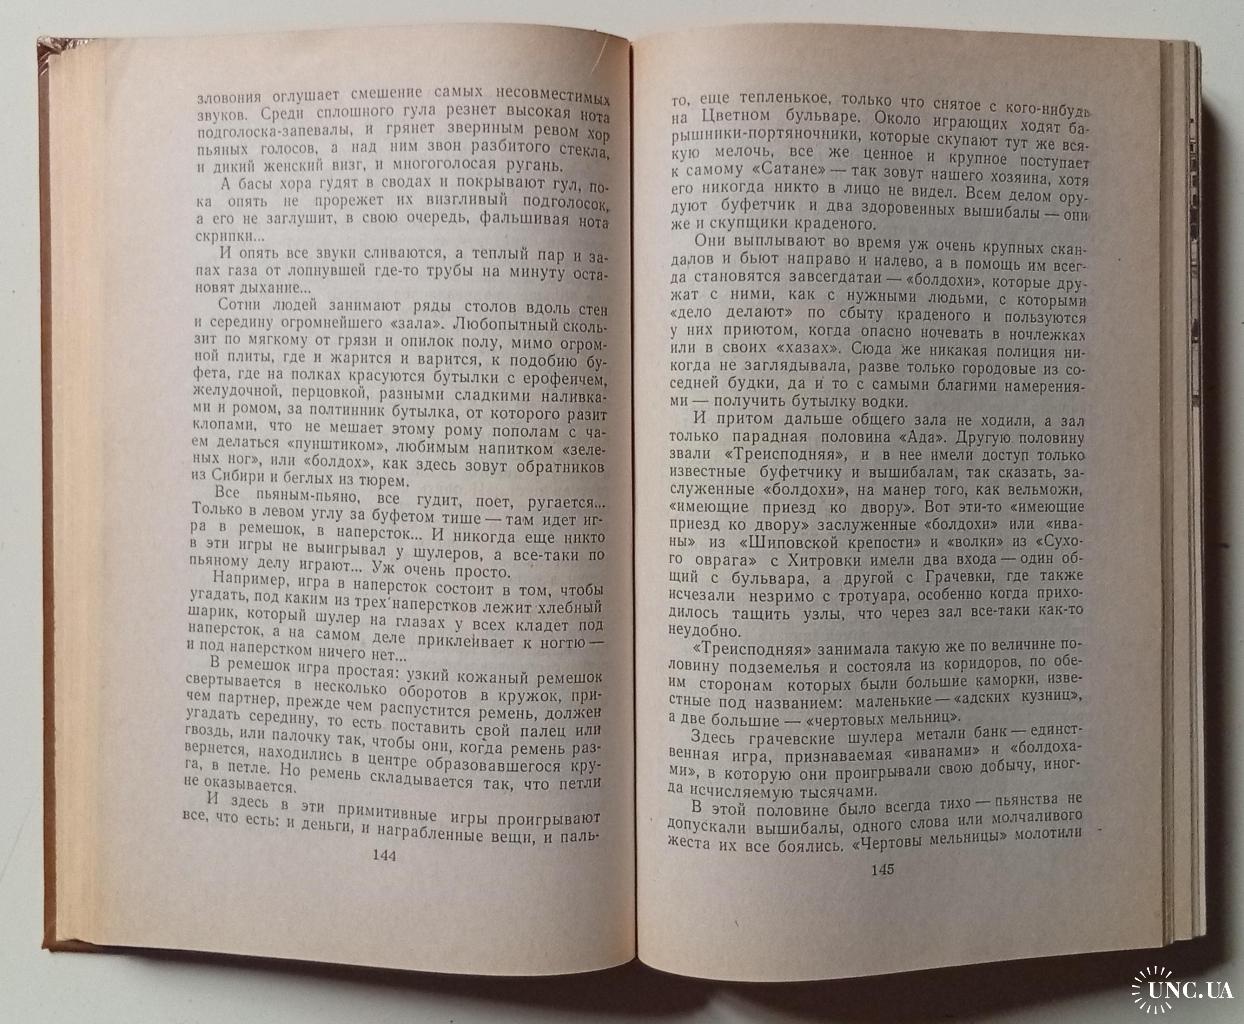 зловония оглушает смешение самых несовместимых
звуков. Среди сплошного гула резнет высокая нота
подголоска-запевалы, и грянет звериным ревом хор
пьяных голосов, а над ним звон разбитого стекла,
и дикий женский визг, и многоголосая ругань.
А басы хора гудят в сводах и покрывают гул, по-
ка опять не прорежет их визгливый подголосок,
а его не заглушит, в свою очередь, фальшивая нота
скрипки...
И опять все звуки сливаются, а теплый пар и за-
пах газа от лопнувшей где-то трубы на минуту оста-
новят дыхание...
Сотни людей занимают ряды столов вдоль стен
и середину огромнейшего «зала». Любопытный сколь-
зит по мягкому от грязи и опилок полу, мимо огром-
ной плиты, где и жарится и варится, к подобию бу-
фета, где на полках красуются бутылки с ерофеичем,
желудочной, перцовкой, разными сладкими наливка-
ми и ромом, за полтинник бутылка, от которого разит
клопами, что не мешает этому рому пополам с ча-
ем делаться «пунштиком», любимым напитком «зеле-
ных ног», или «болдох», как здесь зовут обратников
из Сибири и беглых из тюрем.
Все пьяным-пьяно, все гудит, поет, ругается...
Только в левом углу за буфетом тише — там идет иг-
ра в ремешок, в наперсток... И никогда еще никто
в эти игры не выигрывал у шулеров, а все-таки по
пьяному делу играют... Уж очень просто.
Например, игра в наперсток состоит в том, чтобы
угадать, под каким из трех наперстков лежит хлебный
шарик, который шулер на глазах у всех кладет под
наперсток, а на самом деле приклеивает к ногтю —
и под наперстком ничего нет...
В ремешок игра простая: узкий кожаный ремешок
свертывается в несколько оборотов в кружок, при-
чем партнер, прежде чем распустится ремень, должен
угадать середину, то есть поставить свой палец или
гвоздь, или палочку так, чтобы они, когда ремень раз-
вернется, находились в центре образовавшегося кру-
га, в петле. Но ремень складывается так, что петли
не оказывается.
И здесь в эти примитивные игры проигрывают
все, что есть: и деньги, и награбленные вещи, и паль-
144
то, еще тепленькое, только что снятое с кого-нибудь
на Цветном бульваре. Около играющих ходят ба-
рышники-портяночники, которые скупают тут же вся-
кую мелочь, все же ценное и крупное поступает
к самому «Сатане» — так зовут нашего хозяина, хотя
его никогда никто в лицо не видел. Всем делом ору-
дуют буфетчик и два здоровенных вышибалы — они
же и скупщики краденого.
Они выплывают во время уж очень крупных скан-
далов и бьют направо и налево, а в помощь им всег-
да становятся завсегдатаи — «болдохи», которые дру-
жат с ними, как с нужными людьми, с которыми
«дело делают» по сбыту краденого и пользуются
у них приютом, когда опасно ночевать в ночлежках
или в своих «хазах». Сюда же никакая полиция ни-
когда не заглядывала, разве только городовые из со-
седней будки, да и то с самыми благими намерения-
ми — получить бутылку водки.
И притом дальше общего зала не ходили, а зал
только парадная половина «Ада». Другую половину
звали «Треисподняя», и в нее имели доступ только
известные буфетчику и вышибалам, так сказать, за-
служенные «болдохи», на манер того, как вельможи,
«имеющие приезд ко двору». Вот эти-то «имеющие
приезд ко двору» заслуженные «болдохи» или «ива-
ны» из «Шиповской крепости» и «волки» из «Сухо-
го оврага» с Хитровки имели два входа — один об-
щий с бульвара, а другой с Грачевки, где также
исчезали незримо с тротуара, особенно когда прихо-
дилось тащить узлы, что через зал все-таки как-то
неудобно.
«Треисподняя» занимала такую же по величине по-
ловину подземелья и состояла из коридоров, по обе-
им сторонам которых были большие каморки, изве-
стные под названием: маленькие — «адских кузниц»,
а две большие — «чертовых мельниц».
Здесь грачевские шулера метали банк — единст-
венная игра, признаваемая «иванами» и «болдоха-
ми», в которую они проигрывали свою добычу, иног-
да исчисляемую тысячами.
В этой половине было всегда тихо — пьянства не
допускали вышибалы, одного слова или молчаливого
жеста их все боялись. «Чертовы мельницы» молотили
145
UNC.UA